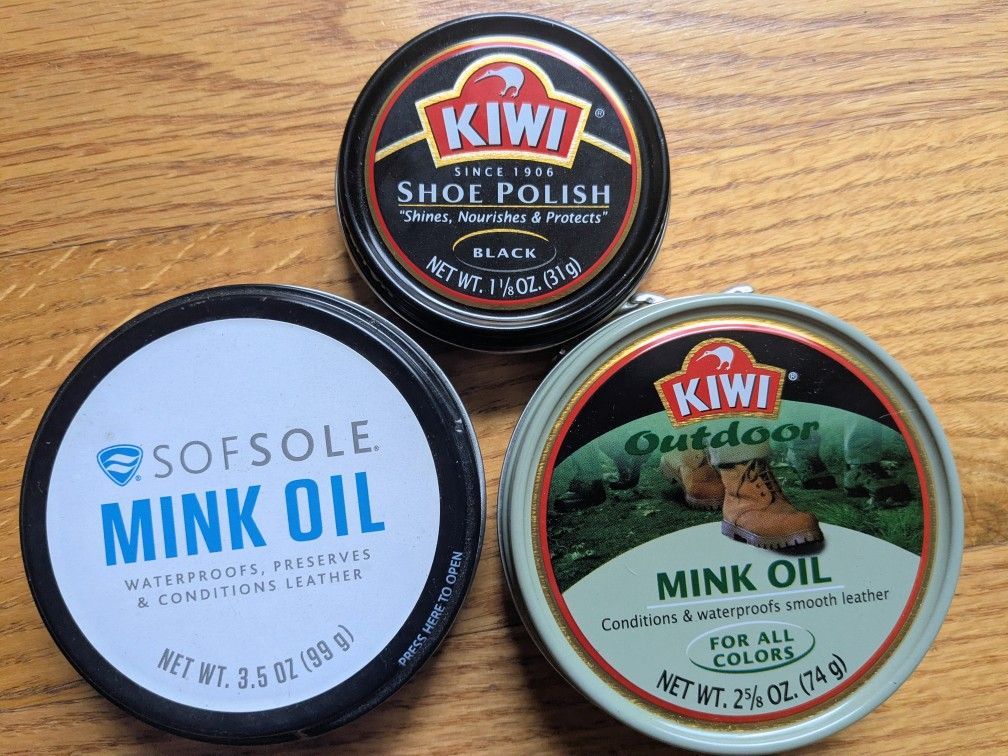 KIWI®
SINCE 1906
SHOE POLISH
"Shines, Nourishes & Protects"
BLACK
NET WT. 1⅛ OZ. (31g)
SOFSOLE®
MINK OIL
WATERPROOFS, PRESERVES
& CONDITIONS LEATHER
NET WT. 3.5 OZ (99 g)
PRESS HERE TO OPEN
KIWI®
Outdoor
MINK OIL
Conditions & waterproofs smooth leather
FOR ALL
COLORS
NET WT. 2⅝ OZ. (74 g)